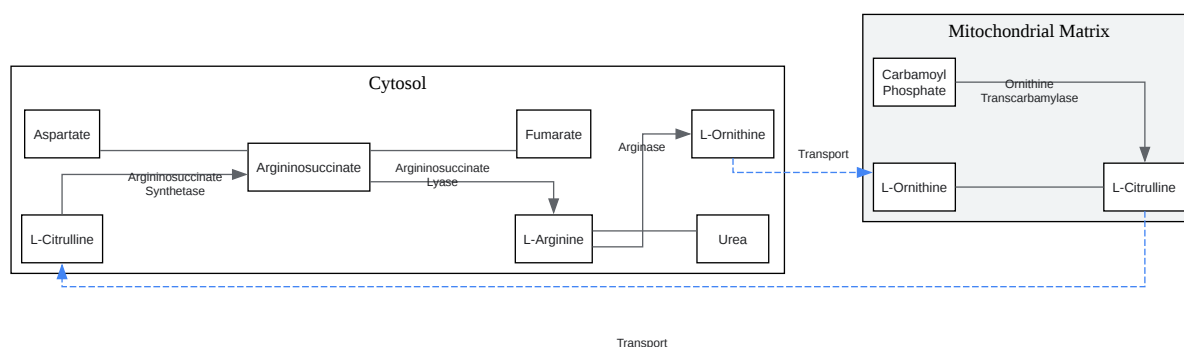 Mitochondrial Matrix
Carbamoyl
Phosphate
Ornithine
Transcarbamylase
L-Ornithine
L-Citrulline
Transport
Cytosol
Aspartate
Argininosuccinate
Fumarate
L-Ornithine
Arginase
Argininosuccinate
Synthetase
Argininosuccinate
Lyase
L-Citrulline
L-Arginine
Urea
Transport